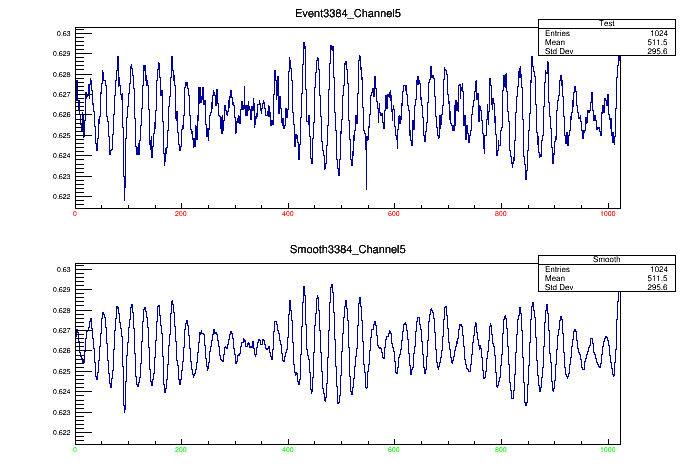 Event3384_Channel5
Test
Entries 1024
Mean 511.5
Std Dev 295.6
0.63
0.629
0.628
0.627
0.626
0.625
0.624
0.623
0.622
0 200 400 600 800 1000
Smooth3384_Channel5
Smooth
Entries 1024
Mean 511.5
Std Dev 295.6
0.63
0.629
0.628
0.627
0.626
0.625
0.624
0.623
0.622
0 200 400 600 800 1000